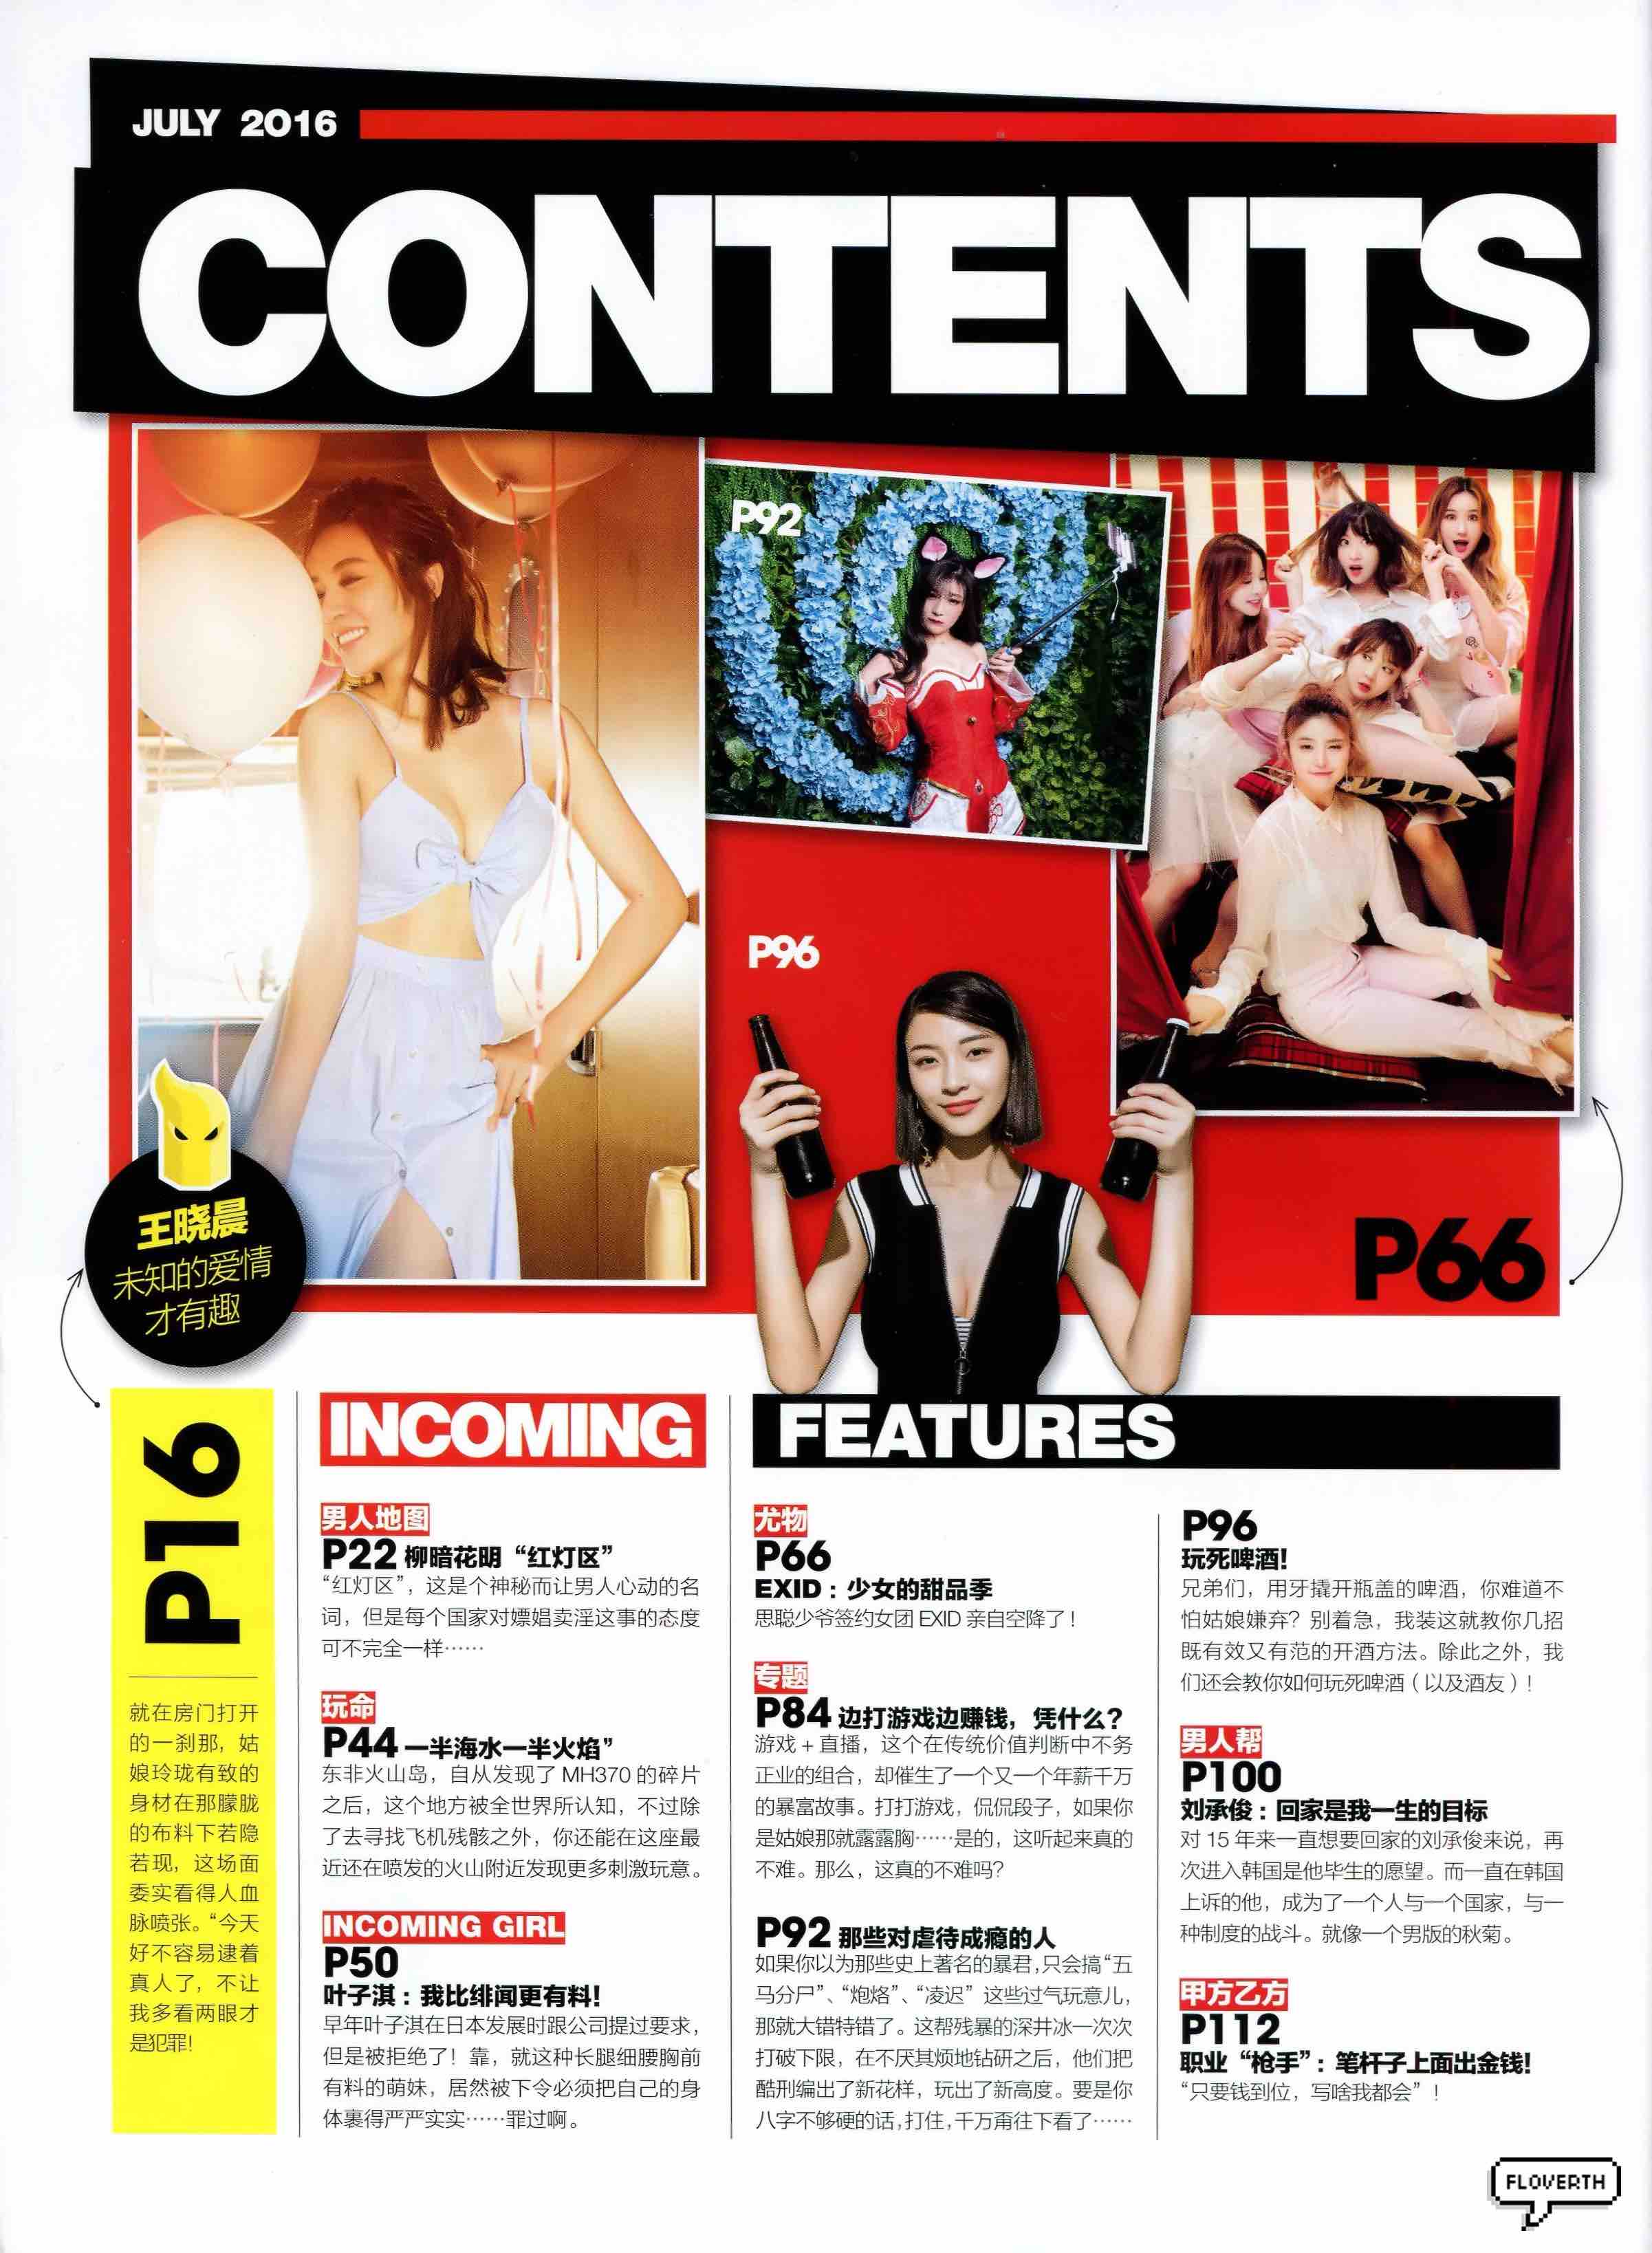 JULY 2016
CONTENTS
P92
P96
P66
王晓晨
未知的爱情
才有趣
P16
就在房门打开
的一刹那，姑
娘玲珑有致的
身材在那朦胧
的布料下若隐
若现，这场面
委实看得人血
脉喷张。“今天
好不容易逮着
真人了，不让
我多看两眼才
是犯罪！
INCOMING
男人地图
P22 柳暗花明“红灯区”
“红灯区”，这是个神秘而让男人心动的名
词，但是每个国家对嫖娼卖淫这事的态度
可不完全一样……
玩命
P44 一半海水一半火焰”
东非火山岛，自从发现了 MH370 的碎片
之后，这个地方被全世界所认知，不过除
了去寻找飞机残骸之外，你还能在这座最
近还在喷发的火山附近发现更多刺激玩意。
INCOMING GIRL
P50
叶子淇：我比绯闻更有料！
早年叶子淇在日本发展时跟公司提过要求，
但是被拒绝了！靠，就这种长腿细腰胸前
有料的萌妹，居然被下令必须把自己的身
体裹得严严实实……罪过啊。
FEATURES
尤物
P66
EXID：少女的甜品季
思聪少爷签约女团 EXID 亲自空降了！
专题
P84 边打游戏边赚钱，凭什么？
游戏 + 直播，这个在传统价值判断中不务
正业的组合，却催生了一个又一个年薪千万
的暴富故事。打打游戏，侃侃段子，如果你
是姑娘那就露露胸……是的，这听起来真的
不难。那么，这真的不难吗？
P92 那些对虐待成瘾的人
如果你以为那些史上著名的暴君，只会搞“五
马分尸”、“炮烙”、“凌迟” 这些过气玩意儿，
那就大错特错了。这帮残暴的深井冰一次次
打破下限，在不厌其烦地钻研之后，他们把
酷刑编出了新花样，玩出了新高度。要是你
八字不够硬的话，打住，千万甭往下看了……
P96
玩死啤酒！
兄弟们，用牙撬开瓶盖的啤酒，你难道不
怕姑娘嫌弃？别着急，我装这就教你几招
既有效又有范的开酒方法。除此之外，我
们还会教你如何玩死啤酒（以及酒友）！
男人帮
P100
刘承俊：回家是我一生的目标
对 15 年来一直想要回家的刘承俊来说，再
次进入韩国是他毕生的愿望。而一直在韩国
上诉的他，成为了一个人与一个国家，与一
种制度的战斗。就像一个男版的秋菊。
甲方乙方
P112
职业“枪手”：笔杆子上面出金钱！
“只要钱到位，写啥我都会”！
FLOVERTH